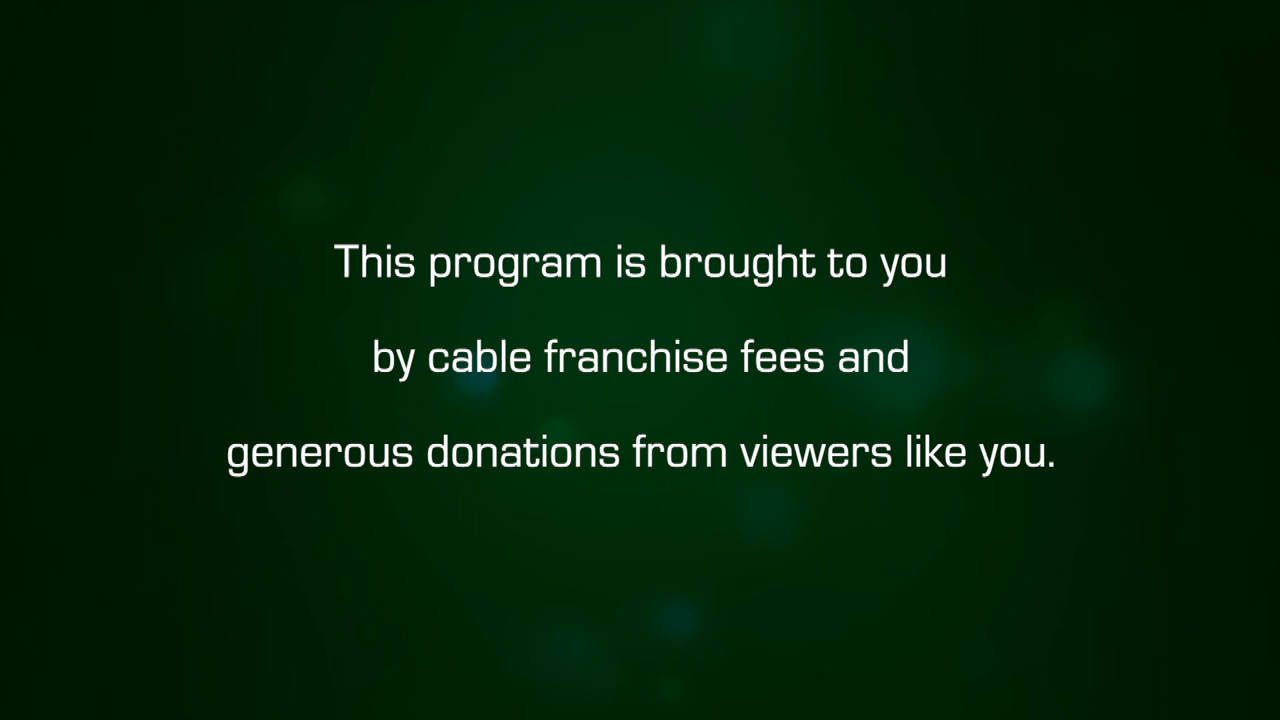 This program is brought to you
by cable franchise fees and
generous donations from viewers like you.